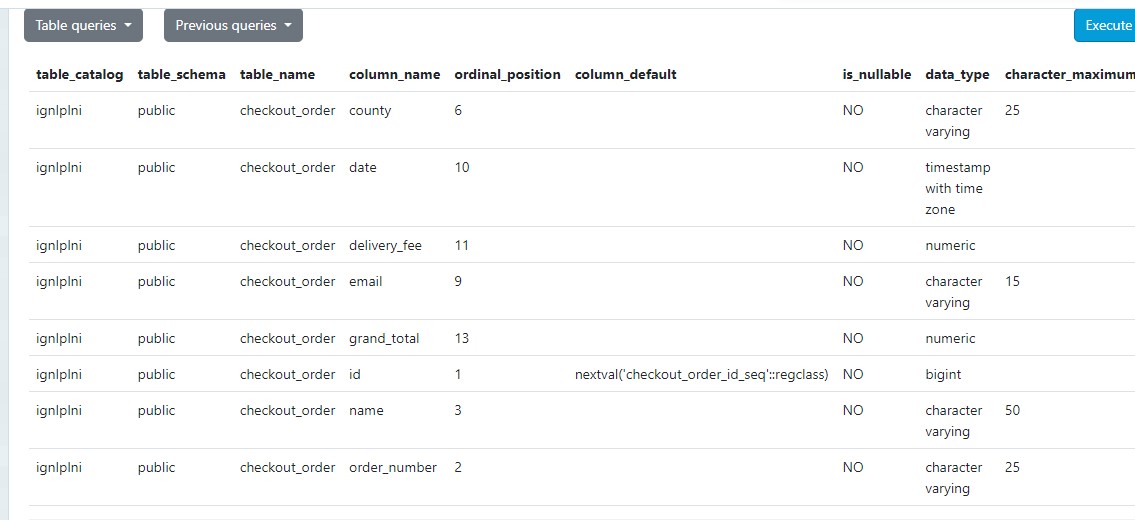 Table queries Previous queries Execute
table_catalog table_schema table_name column_name ordinal_position column_default is_nullable data_type character_maximum
ignlplni public checkout_order county 6 NO character varying 25
ignlplni public checkout_order date 10 NO timestamp with time zone
ignlplni public checkout_order delivery_fee 11 NO numeric
ignlplni public checkout_order email 9 NO character varying 15
ignlplni public checkout_order grand_total 13 NO numeric
ignlplni public checkout_order id 1 nextval('checkout_order_id_seq'::regclass) NO bigint
ignlplni public checkout_order name 3 NO character varying 50
ignlplni public checkout_order order_number 2 NO character varying 25